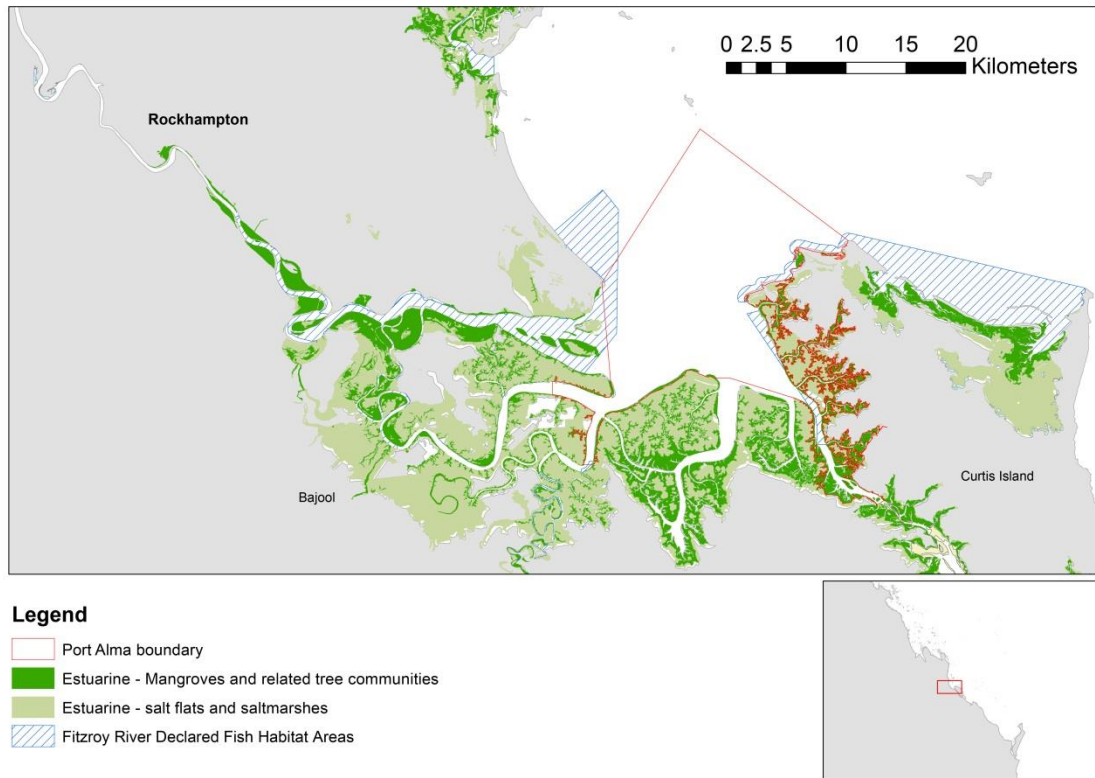 0 2.5 5 10 15 20
Kilometers
Rockhampton
Bajool
Curtis Island
Legend
Port Alma boundary
Estuarine - Mangroves and related tree communities
Estuarine - salt flats and saltmarshes
Fitzroy River Declared Fish Habitat Areas